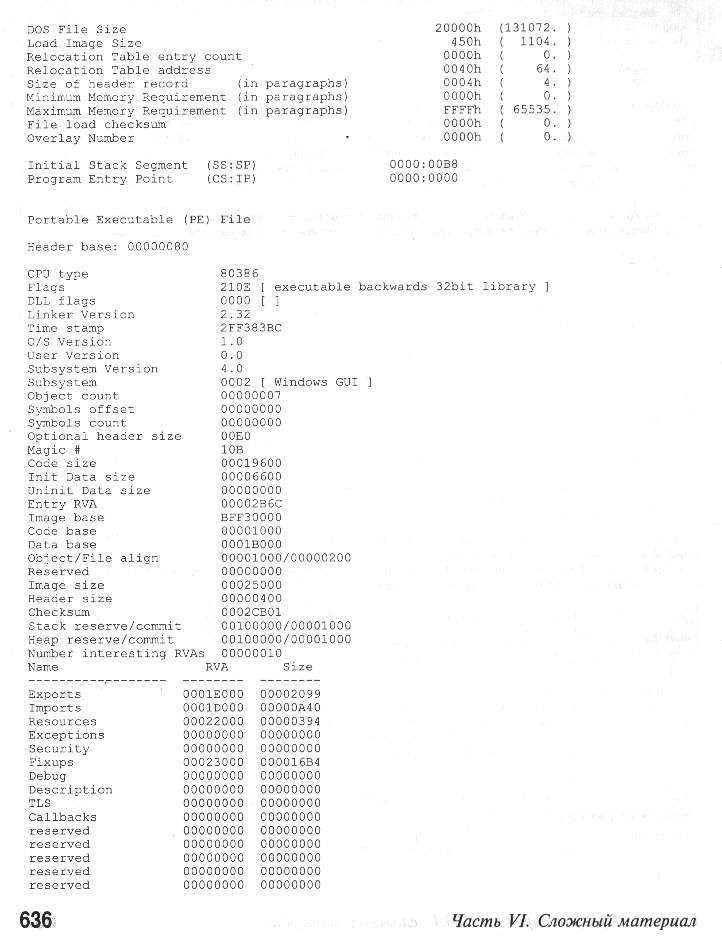 DOS File Size 20000h (131072. )
Load Image Size 450h ( 1104. )
Relocation Table entry count 0000h ( 0. )
Relocation Table address 0040h ( 64. )
Size of header record (in paragraphs) 0004h ( 4. )
Minimum Memory Requirement (in paragraphs) 0000h ( 0. )
Maximum Memory Requirement (in paragraphs) FFFFh ( 65535. )
File load checksum 0000h ( 0. )
Overlay Number 0000h ( 0. )
Initial Stack Segment (SS:SP) 0000:00B8
Program Entry Point (CS:IP) 0000:0000
Portable Executable (PE) File
Header base: 00000080
CPU type 80386
Flags 210E [ executable backwards 32bit library ]
DLL flags 0000 [ ]
Linker Version 2.32
Time stamp 2FF383BC
O/S Version 1.0
User Version 0.0
Subsystem Version 4.0
Subsystem 0002 [ Windows GUI ]
Object count 00000007
Symbols offset 00000000
Symbols count 00000000
Optional header size 00E0
Magic # 10B
Code size 00019600
Init Data size 00006600
Uninit Data size 00000000
Entry RVA 00002B6C
Image base BFF30000
Code base 00001000
Data base 0001B000
Object/File align 00001000/00000200
Reserved 00000000
Image size 00025000
Header size 00000400
Checksum 0002CB01
Stack reserve/commit 00100000/00001000
Heap reserve/commit 00100000/00001000
Number interesting RVAs 00000010
Name RVA Size
------------------ -------- --------
Exports 0001E000 00002099
Imports 0001D000 00000A40
Resources 00022000 00000394
Exceptions 00000000 00000000
Security 00000000 00000000
Fixups 00023000 000016B4
Debug 00000000 00000000
Description 00000000 00000000
TLS 00000000 00000000
Callbacks 00000000 00000000
reserved 00000000 00000000
reserved 00000000 00000000
reserved 00000000 00000000
reserved 00000000 00000000
reserved 00000000 00000000
636 Часть VI. Сложный материал